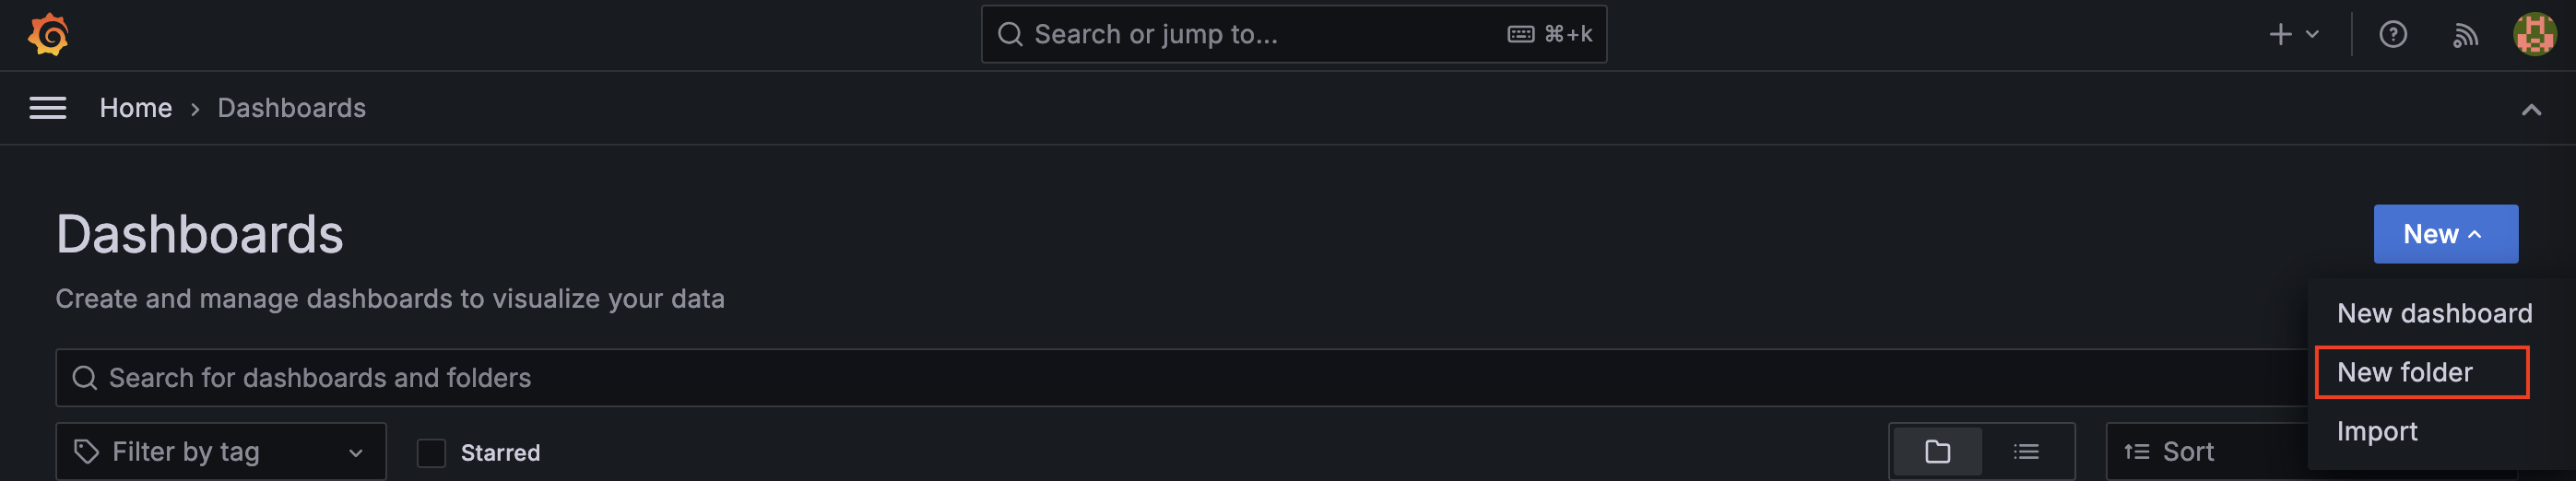 Search or jump to... ⌘+k
Home › Dashboards
Dashboards
New
Create and manage dashboards to visualize your data
New dashboard
Search for dashboards and folders
New folder
Import
Filter by tag
Starred
Sort